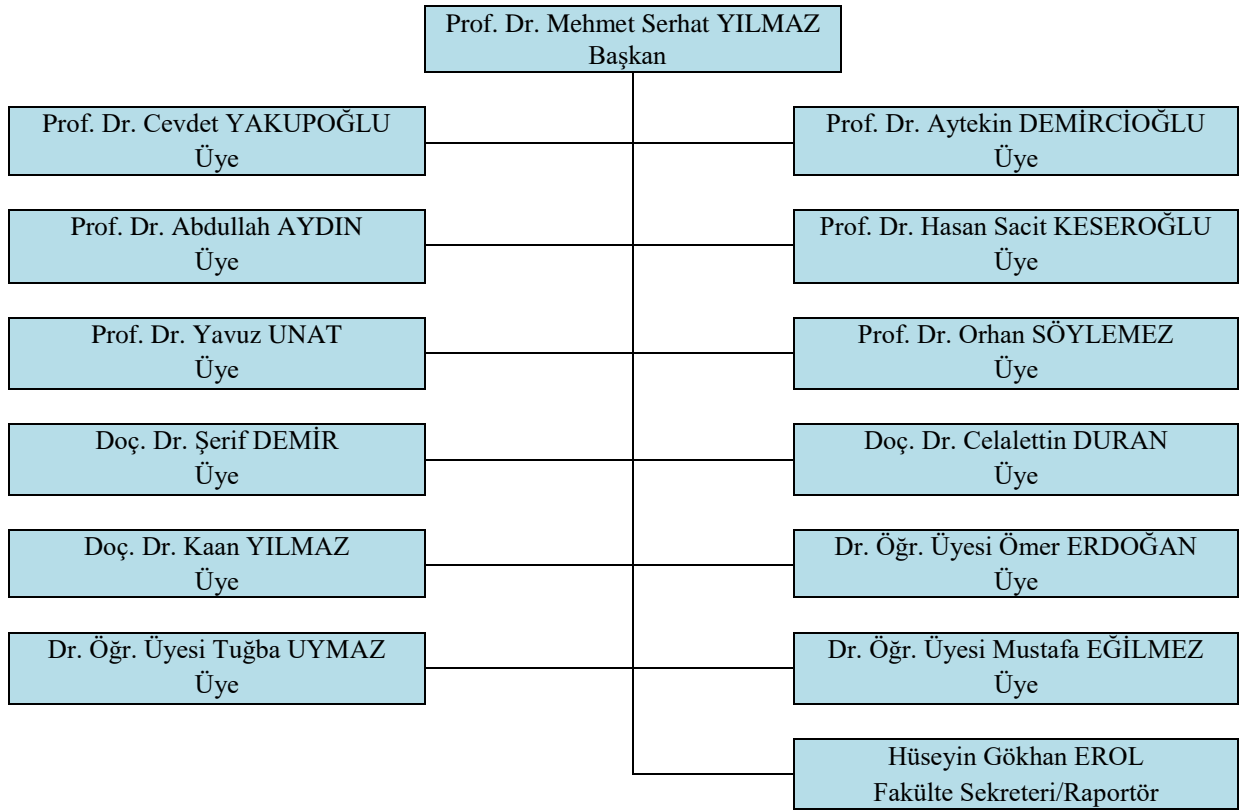 Prof. Dr. Mehmet Serhat YILMAZ
Başkan
Prof. Dr. Cevdet YAKUPOĞLU
Üye
Prof. Dr. Aytekin DEMİRCİOĞLU
Üye
Prof. Dr. Abdullah AYDIN
Üye
Prof. Dr. Hasan Sacit KESEROĞLU
Üye
Prof. Dr. Yavuz UNAT
Üye
Prof. Dr. Orhan SÖYLEMEZ
Üye
Doç. Dr. Şerif DEMİR
Üye
Doç. Dr. Celalettin DURAN
Üye
Doç. Dr. Kaan YILMAZ
Üye
Dr. Öğr. Üyesi Ömer ERDOĞAN
Üye
Dr. Öğr. Üyesi Tuğba UYMAZ
Üye
Dr. Öğr. Üyesi Mustafa EĞİLMEZ
Üye
Hüseyin Gökhan EROL
Fakülte Sekreteri/Raportör